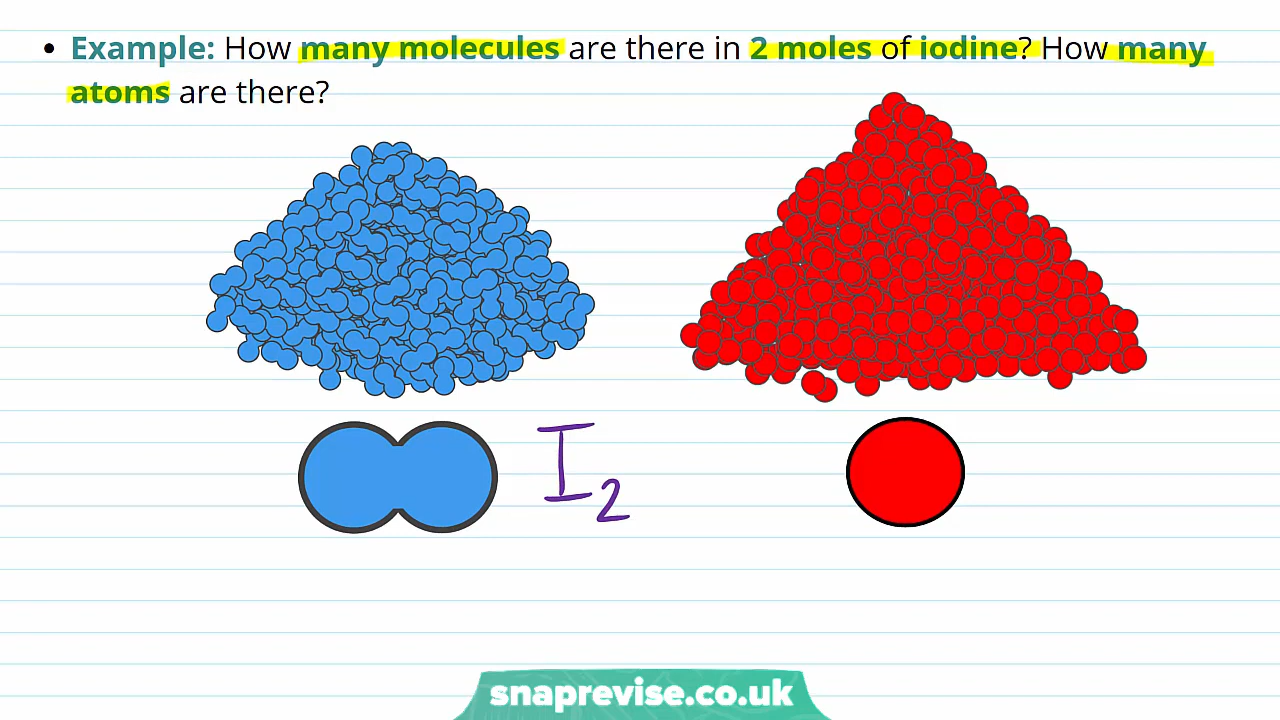 • Example: How many molecules are there in 2 moles of iodine? How many
atoms are there?
I₂
snaprevise.co.uk